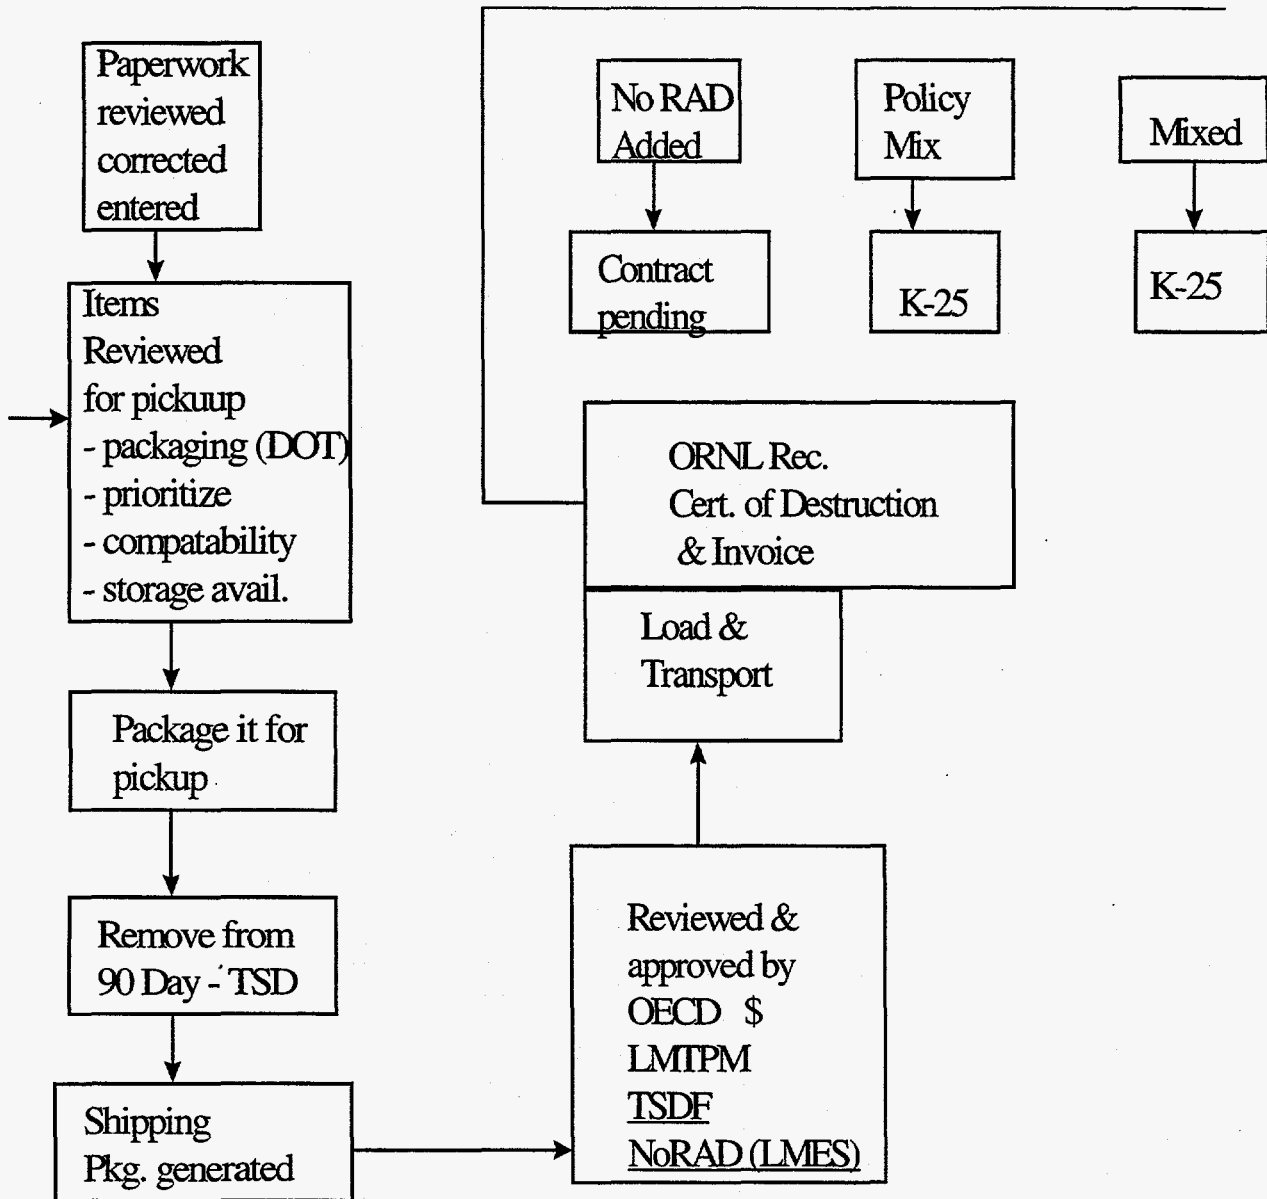 Paperwork
reviewed
corrected
entered
Items
Reviewed
for pickuup
- packaging (DOT)
- prioritize
- compatability
- storage avail.
Package it for
pickup
Remove from
90 Day - TSD
Shipping
Pkg. generated
No RAD
Added
Contract
pending
Policy
Mix
K-25
Mixed
K-25
ORNL Rec.
Cert. of Destruction
& Invoice
Load &
Transport
Reviewed &
approved by
OECD $
LMTPM
TSDF
NoRAD (LMES)